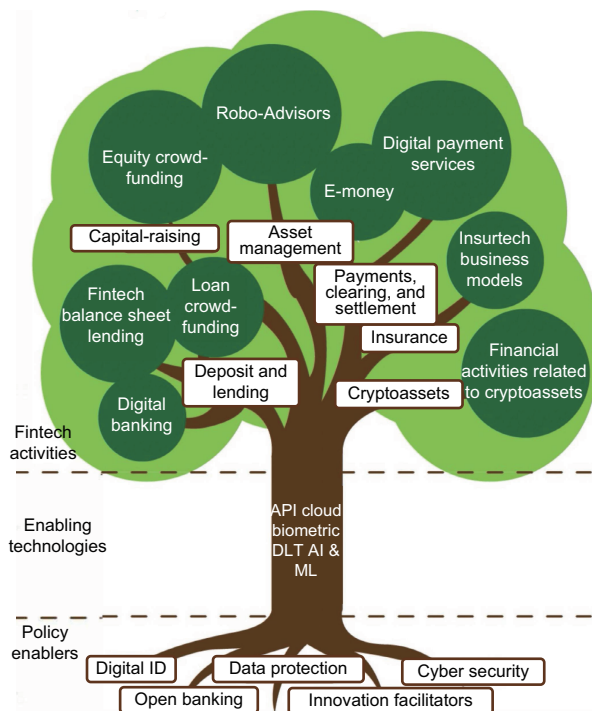 Robo-Advisors
Equity crowd-
funding
Digital payment
services
E-money
Capital-raising
Asset
management
Insurtech
business
models
Payments,
clearing, and
settlement
Fintech
balance sheet
lending
Loan
crowd-
funding
Insurance
Financial
activities related
to cryptoassets
Deposit and
lending
Cryptoassets
Digital
banking
Fintech
activities
Enabling
technologies
API cloud
biometric
DLT AI &
ML
Policy
enablers
Digital ID
Data protection
Cyber security
Open banking
Innovation facilitators